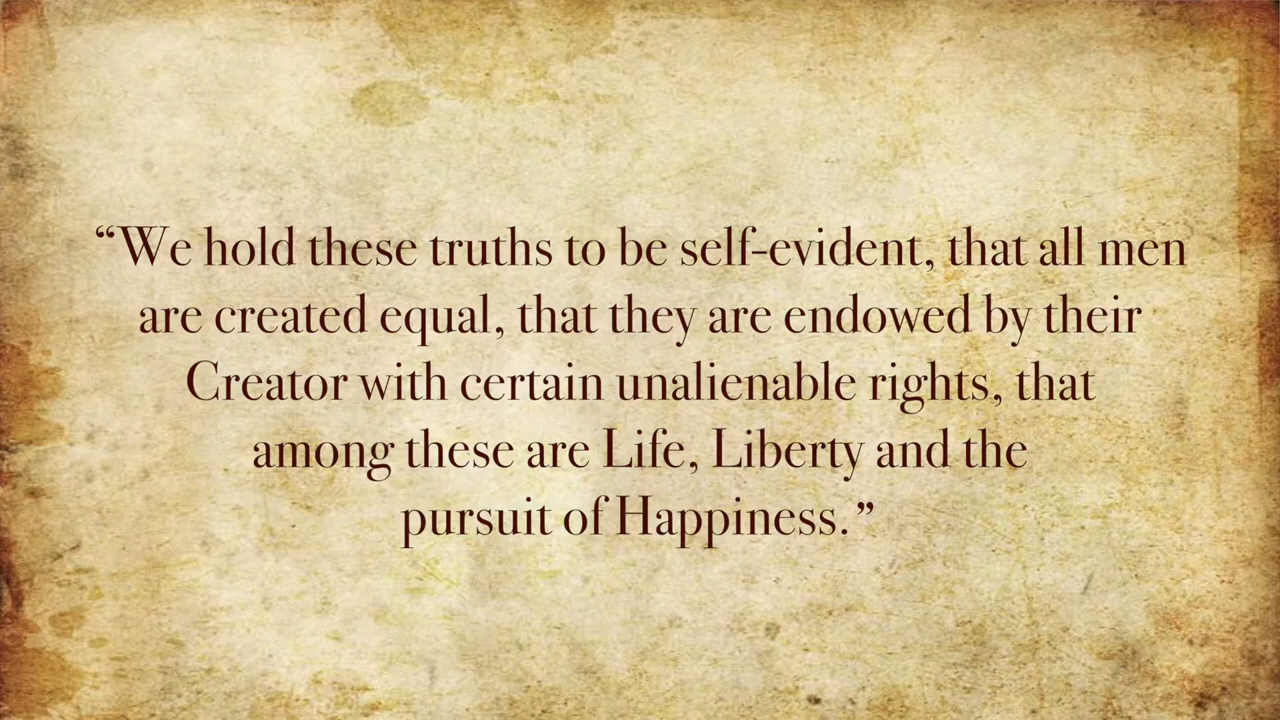 “We hold these truths to be self-evident, that all men
are created equal, that they are endowed by their
Creator with certain unalienable rights, that
among these are Life, Liberty and the
pursuit of Happiness.”